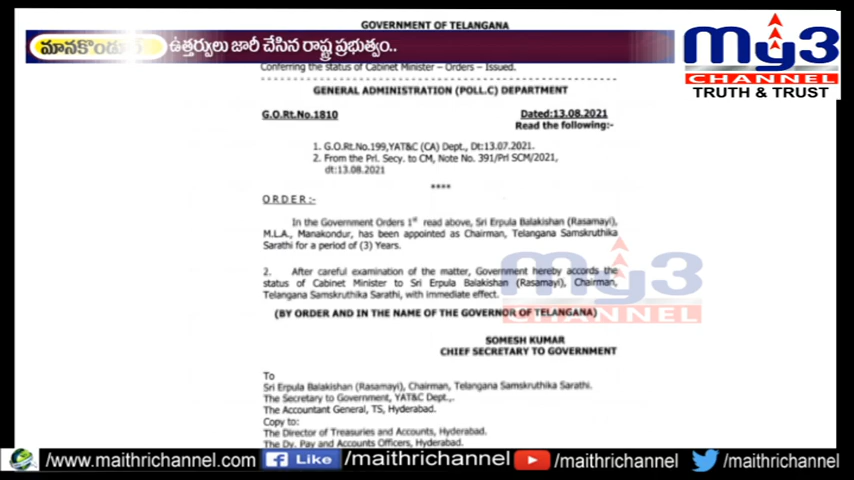 GOVERNMENT OF TELANGANA
ఉత్తర్వులు జారీ చేసిన రాష్ట్ర ప్రభుత్వం..
my3
CHANNEL
TRUTH & TRUST
Conferring the status of Cabinet Minister – Orders – Issued.
GENERAL ADMINISTRATION (POLL.C) DEPARTMENT
G.O.Rt.No.1810 Dated:13.08.2021
Read the following:-
1. G.O.Rt.No.199,YAT&C (CA) Dept., Dt:13.07.2021.
2. From the Prl. Secy. to CM, Note No. 391/Prl SCM/2021,
dt:13.08.2021
****
O R D E R :-
In the Government Orders 1st read above, Sri Erpula Balakishan (Rasamayi),
M.L.A., Manakondur, has been appointed as Chairman, Telangana Samskruthika
Sarathi for a period of (3) Years.
2. After careful examination of the matter, Government hereby accords the
status of Cabinet Minister to Sri Erpula Balakishan (Rasamayi), Chairman,
Telangana Samskruthika Sarathi, with immediate effect.
my3
CHANNEL
(BY ORDER AND IN THE NAME OF THE GOVERNOR OF TELANGANA)
SOMESH KUMAR
CHIEF SECRETARY TO GOVERNMENT
To
Sri Erpula Balakishan (Rasamayi), Chairman, Telangana Samskruthika Sarathi.
The Secretary to Government, YAT&C Dept.,.
The Accountant General, TS, Hyderabad.
Copy to:
The Director of Treasuries and Accounts, Hyderabad.
The Dy. Pay and Accounts Officers, Hyderabad.
/www.maithrichannel.com f Like /maithrichannel /maithrichannel /maithrichannel